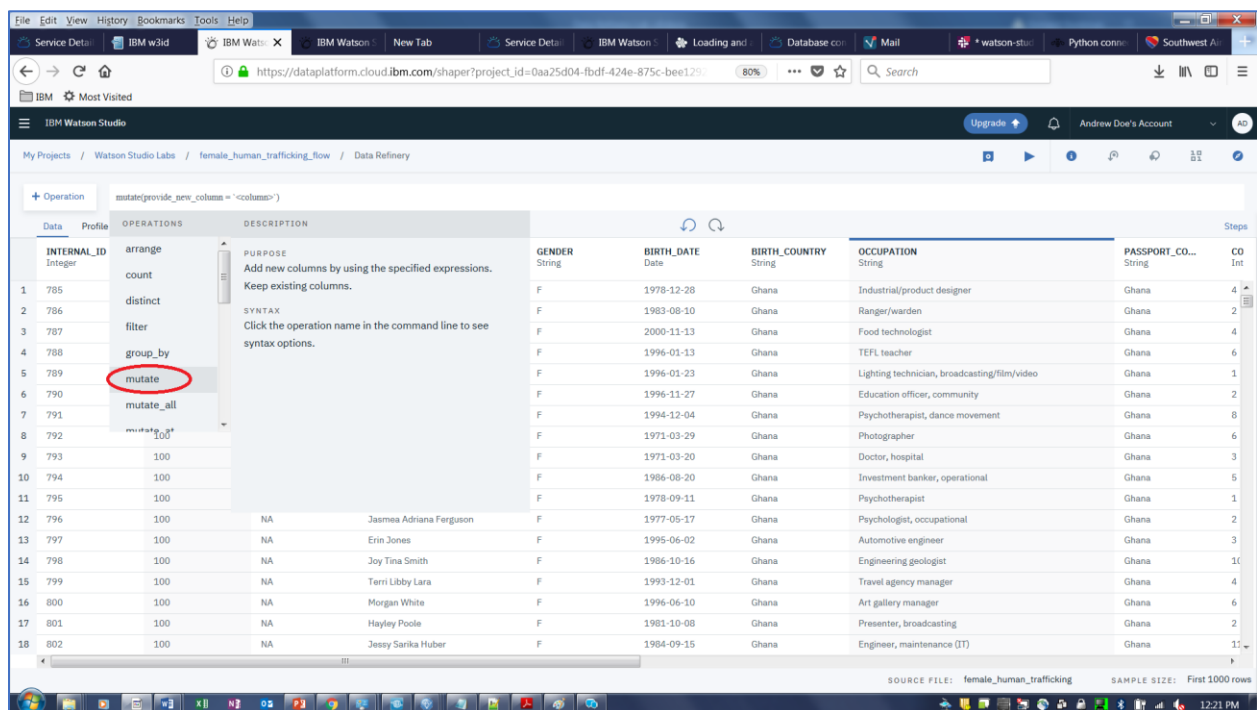 File Edit View History Bookmarks Tools Help
Service Detai IBM w3id IBM Wats IBM Watson S New Tab Service Detail IBM Watson S Loading and Database con Mail * watson-stud Python conne Southwest Air
https://dataplatform.cloud.ibm.com/shaper?project_id=0aa25d04-fbdf-424e-875c-bee129 80% Search
IBM Most Visited
IBM Watson Studio Upgrade Andrew Doe's Account AD
My Projects / Watson Studio Labs / female_human_trafficking_flow / Data Refinery
+ Operation mutate(provide_new_column = `<column>`)
Data Profile OPERATIONS DESCRIPTION Steps
INTERNAL_ID arrange PURPOSE GENDER BIRTH_DATE BIRTH_COUNTRY OCCUPATION PASSPORT_CO... CO
Integer Add new columns by using the specified expressions. String Date String String String Int
count Keep existing columns.
1 785 F 1978-12-28 Ghana Industrial/product designer Ghana 4
distinct SYNTAX
2 786 F 1983-08-10 Ghana Ranger/warden Ghana 2
3 787 filter Click the operation name in the command line to see F 2000-11-13 Ghana Food technologist Ghana 4
4 788 group_by syntax options. F 1996-01-13 Ghana TEFL teacher Ghana 6
5 789 mutate F 1996-01-23 Ghana Lighting technician, broadcasting/film/video Ghana 1
6 790 mutate_all F 1996-11-27 Ghana Education officer, community Ghana 2
7 791 F 1994-12-04 Ghana Psychotherapist, dance movement Ghana 8
mutate_at
8 792 100 F 1971-03-29 Ghana Photographer Ghana 6
9 793 100 F 1971-03-20 Ghana Doctor, hospital Ghana 3
10 794 100 F 1986-08-20 Ghana Investment banker, operational Ghana 5
11 795 100 F 1978-09-11 Ghana Psychotherapist Ghana 1
12 796 100 NA Jasmea Adriana Ferguson F 1977-05-17 Ghana Psychologist, occupational Ghana 2
13 797 100 NA Erin Jones F 1995-06-02 Ghana Automotive engineer Ghana 3
14 798 100 NA Joy Tina Smith F 1986-10-16 Ghana Engineering geologist Ghana 10
15 799 100 NA Terri Libby Lara F 1993-12-01 Ghana Travel agency manager Ghana 4
16 800 100 NA Morgan White F 1996-06-10 Ghana Art gallery manager Ghana 6
17 801 100 NA Hayley Poole F 1981-10-08 Ghana Presenter, broadcasting Ghana 2
18 802 100 NA Jessy Sarika Huber F 1984-09-15 Ghana Engineer, maintenance (IT) Ghana 11
SOURCE FILE: female_human_trafficking SAMPLE SIZE: First 1000 rows
12:21 PM